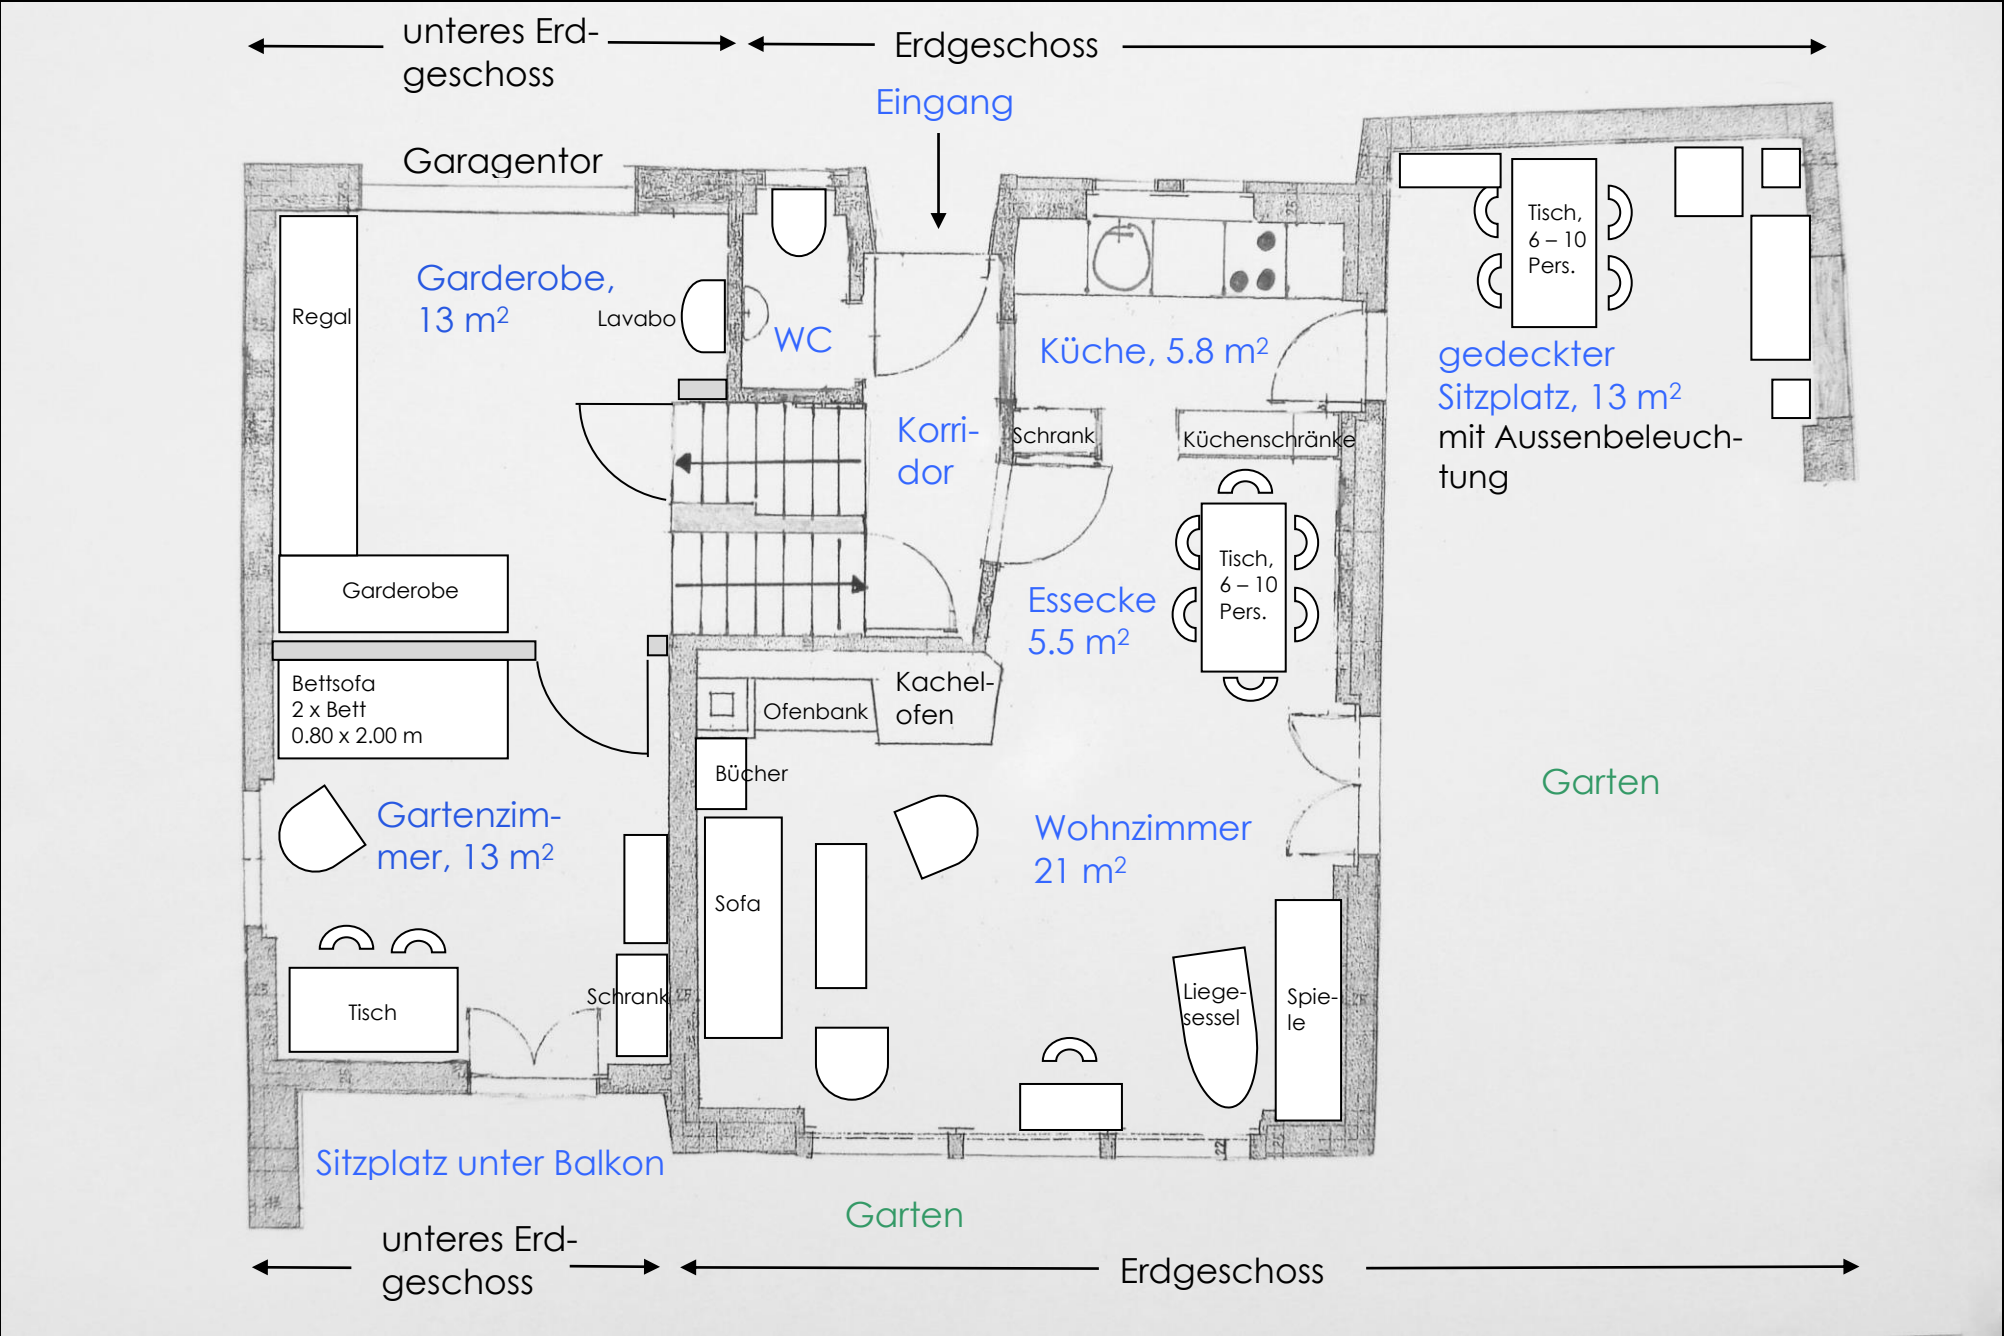 unteres Erd-
geschoss
Erdgeschoss
Eingang
Garagentor
Regal
Garderobe,
13 m²
Lavabo
WC
Küche, 5.8 m²
Tisch,
6 – 10
Pers.
gedeckter
Sitzplatz, 13 m²
mit Aussenbeleuch-
tung
Korri-
dor
Schrank
Küchenschränke
Garderobe
Essecke
5.5 m²
Tisch,
6 – 10
Pers.
Bettsofa
2 x Bett
0.80 x 2.00 m
Ofenbank
Kachel-
ofen
Bücher
Gartenzim-
mer, 13 m²
Wohnzimmer
21 m²
Garten
Sofa
Schrank
Tisch
Liege-
sessel
Spie-
le
Sitzplatz unter Balkon
Garten
unteres Erd-
geschoss
Erdgeschoss